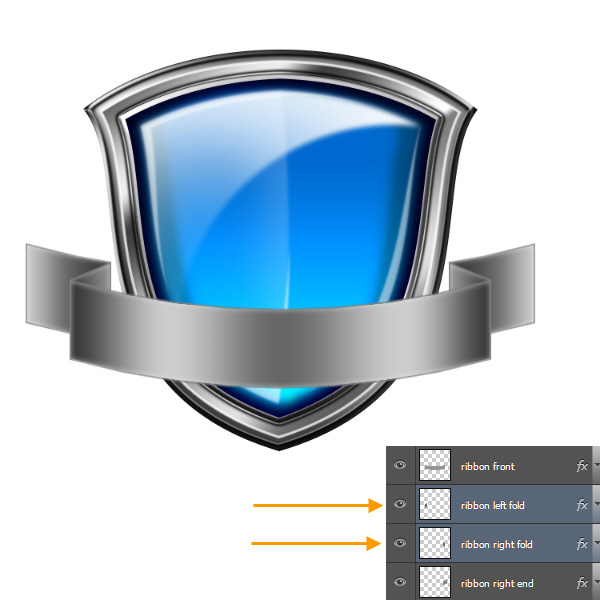 ribbon front
fx
ribbon left fold
fx
ribbon right fold
fx
ribbon right end
fx